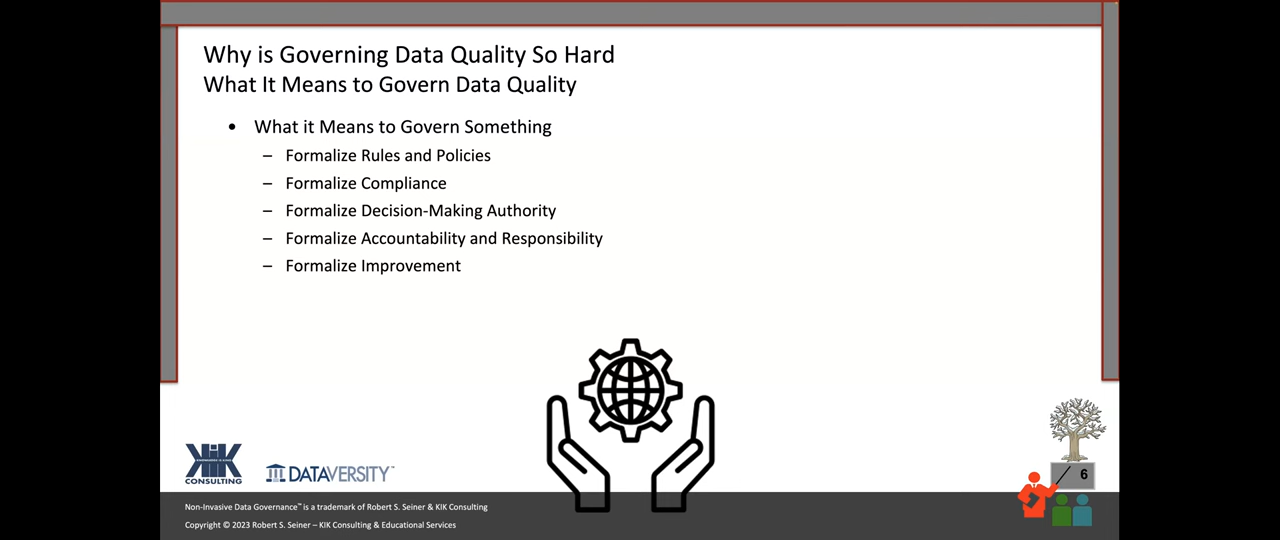 Why is Governing Data Quality So Hard
What It Means to Govern Data Quality
• What it Means to Govern Something
– Formalize Rules and Policies
– Formalize Compliance
– Formalize Decision-Making Authority
– Formalize Accountability and Responsibility
– Formalize Improvement
KIK
CONSULTING
DATAVERSITY™
6
Non-Invasive Data Governance™ is a trademark of Robert S. Seiner & KIK Consulting
Copyright © 2023 Robert S. Seiner – KIK Consulting & Educational Services